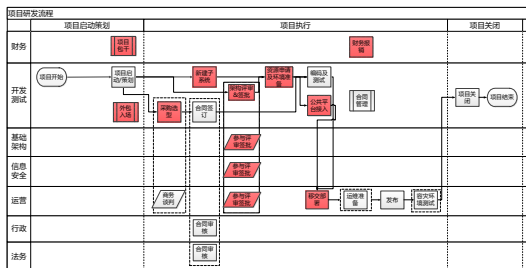 项目研发流程
项目启动策划
项目执行
项目关闭
财务
项目
包干
财务报
销
开发
测试
项目开始
项目启
动/策划
新建子
系统
架构评审
&签批
资源申请
及环境准
备
编码及
测试
公共平
台接入
合同
管理
项目关
闭
项目结束
外包
入场
采购选
型
合同签
订
基础
架构
参与评
审签批
信息
安全
参与评
审签批
运营
商务
谈判
参与评
审签批
移交部
署
运维准
备
发布
行政
合同审
核
法务
合同审
核